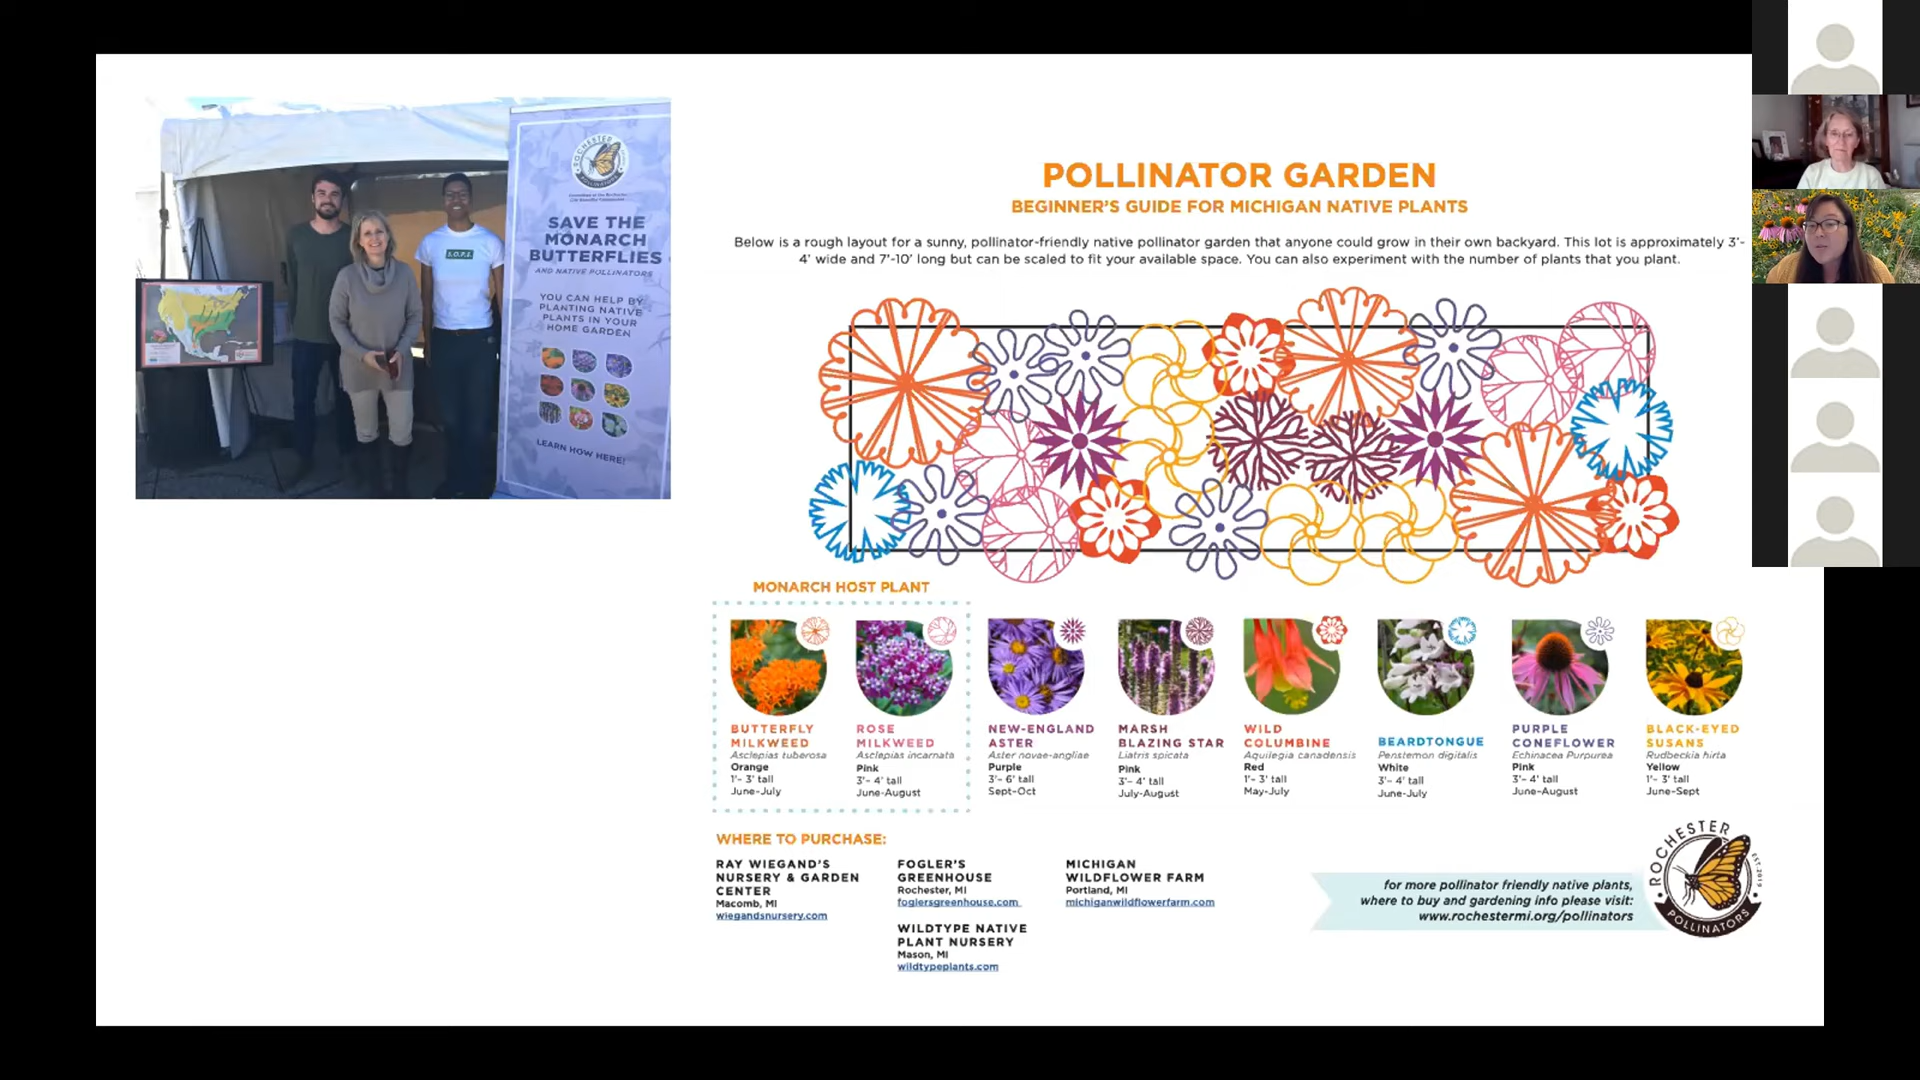 ROCHESTER
POLLINATORS
SAVE THE
MONARCH
BUTTERFLIES
AND NATIVE POLLINATORS
YOU CAN HELP BY
PLANTING NATIVE
PLANTS IN YOUR
HOME GARDEN
LEARN HOW HERE!
S.O.P.E.
POLLINATOR GARDEN
BEGINNER'S GUIDE FOR MICHIGAN NATIVE PLANTS
Below is a rough layout for a sunny, pollinator-friendly native pollinator garden that anyone could grow in their own backyard. This lot is approximately 3'-
4' wide and 7'-10' long but can be scaled to fit your available space. You can also experiment with the number of plants that you plant.
MONARCH HOST PLANT
BUTTERFLY
MILKWEED
Asclepias tuberosa
Orange
1'- 3' tall
June-July
ROSE
MILKWEED
Asclepias incarnata
Pink
3'- 4' tall
June-August
NEW-ENGLAND
ASTER
Aster novae-angliae
Purple
3'- 6' tall
Sept-Oct
MARSH
BLAZING STAR
Liatris spicata
Pink
3'- 4' tall
July-August
WILD
COLUMBINE
Aquilegia canadensis
Red
1'- 3' tall
May-July
BEARDTONGUE
Penstemon digitalis
White
3'- 4' tall
June-July
PURPLE
CONEFLOWER
Echinacea Purpurea
Pink
3'- 4' tall
June-August
BLACK-EYED
SUSANS
Rudbeckia hirta
Yellow
1'- 3' tall
June-Sept
WHERE TO PURCHASE:
RAY WIEGAND'S
NURSERY & GARDEN
CENTER
Macomb, MI
wiegandsnursery.com
FOGLER'S
GREENHOUSE
Rochester, MI
foglersgreenhouse.com
WILDTYPE NATIVE
PLANT NURSERY
Mason, MI
wildtypeplants.com
MICHIGAN
WILDFLOWER FARM
Portland, MI
michiganwildflowerfarm.com
for more pollinator friendly native plants,
where to buy and gardening info please visit:
www.rochestermi.org/pollinators
ROCHESTER
EST. 2019
POLLINATORS